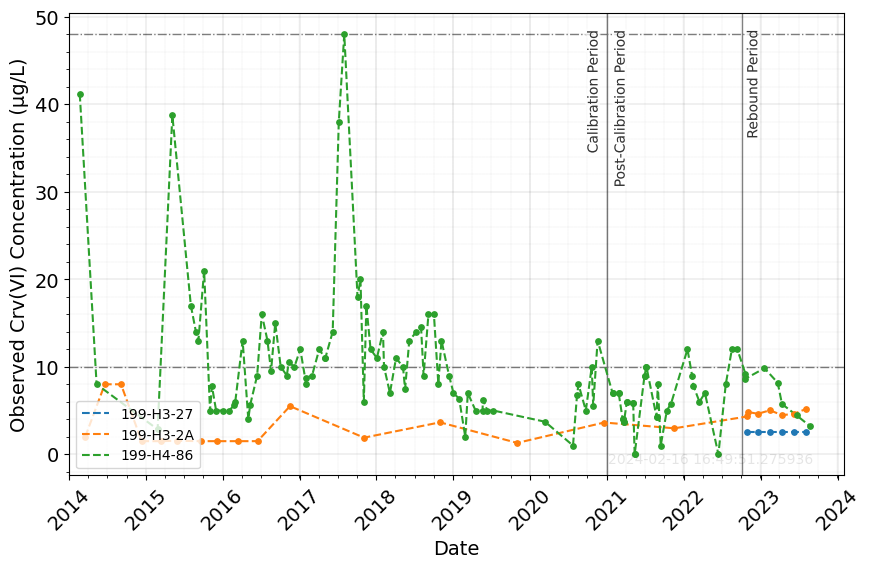 50
40
30
20
10
0
Observed Crv(VI) Concentration (µg/L)
Calibration Period
Post-Calibration Period
Rebound Period
199-H3-27
199-H3-2A
199-H4-86
2024-02-16 16:19:51.275936
2014
2015
2016
2017
2018
2019
2020
2021
2022
2023
2024
Date